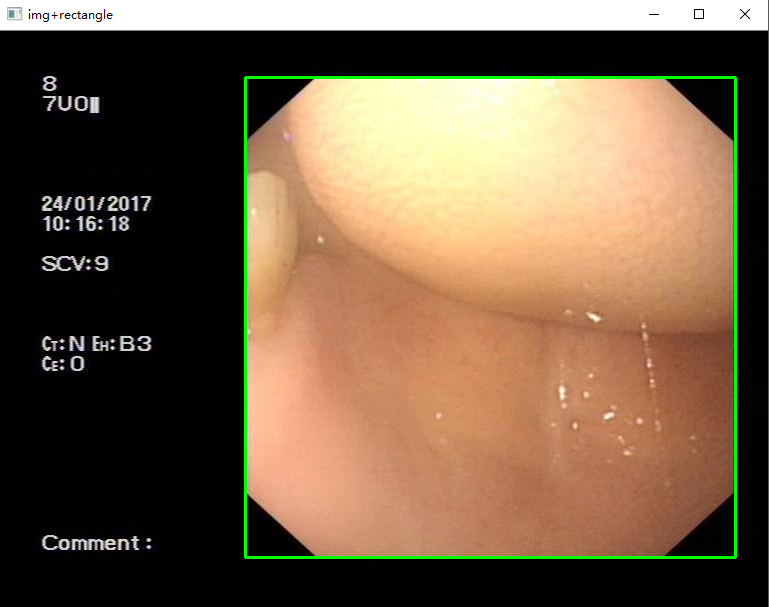 img+rectangle
8
7U0
24/01/2017
10:16:18
SCV:9
CT:N EH:B3
CE:0
Comment: